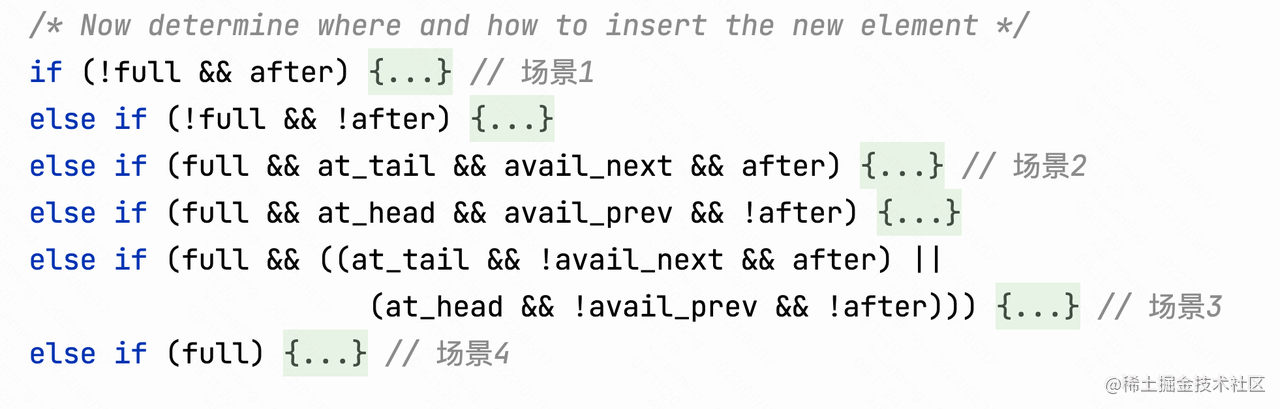 /* Now determine where and how to insert the new element */
if (!full && after) {...} // 场景1
else if (!full && !after) {...}
else if (full && at_tail && avail_next && after) {...} // 场景2
else if (full && at_head && avail_prev && !after) {...}
else if (full && ((at_tail && !avail_next && after) ||
(at_head && !avail_prev && !after))) {...} // 场景3
else if (full) {...} // 场景4
@稀土掘金技术社区